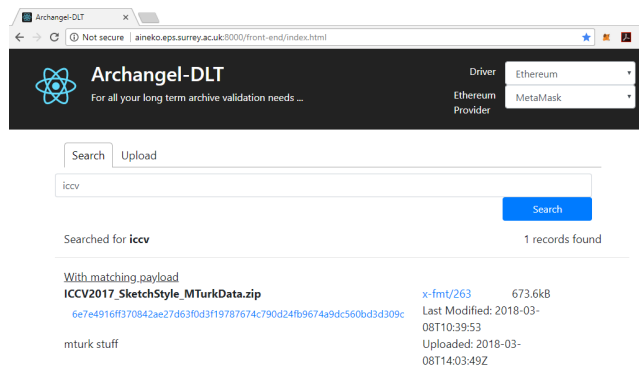 Archangel-DLT
Not secure | aineko.eps.surrey.ac.uk:8000/front-end/index.html
Archangel-DLT
For all your long term archive validation needs ...
Driver
Ethereum
Ethereum Provider
MetaMask
Search Upload
iccv
Search
Searched for iccv
1 records found
With matching payload
ICCV2017_SketchStyle_MTurkData.zip
x-fmt/263 673.6kB
6e7e4916ff370842ae27d63f0d3f19787674c790d24fb9674a9dc560bd3d309c
Last Modified: 2018-03-
08T10:39:53
mturk stuff
Uploaded: 2018-03-
08T14:03:49Z